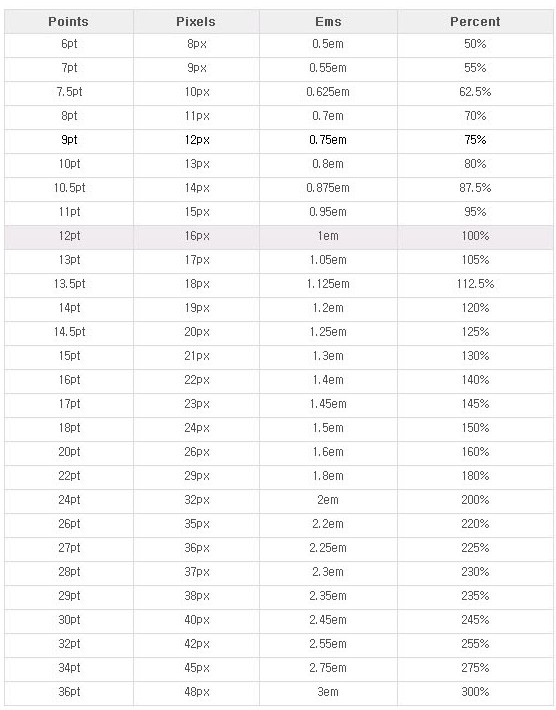 Points Pixels Ems Percent
6pt 8px 0.5em 50%
7pt 9px 0.55em 55%
7.5pt 10px 0.625em 62.5%
8pt 11px 0.7em 70%
9pt 12px 0.75em 75%
10pt 13px 0.8em 80%
10.5pt 14px 0.875em 87.5%
11pt 15px 0.95em 95%
12pt 16px 1em 100%
13pt 17px 1.05em 105%
13.5pt 18px 1.125em 112.5%
14pt 19px 1.2em 120%
14.5pt 20px 1.25em 125%
15pt 21px 1.3em 130%
16pt 22px 1.4em 140%
17pt 23px 1.45em 145%
18pt 24px 1.5em 150%
20pt 26px 1.6em 160%
22pt 29px 1.8em 180%
24pt 32px 2em 200%
26pt 35px 2.2em 220%
27pt 36px 2.25em 225%
28pt 37px 2.3em 230%
29pt 38px 2.35em 235%
30pt 40px 2.45em 245%
32pt 42px 2.55em 255%
34pt 45px 2.75em 275%
36pt 48px 3em 300%